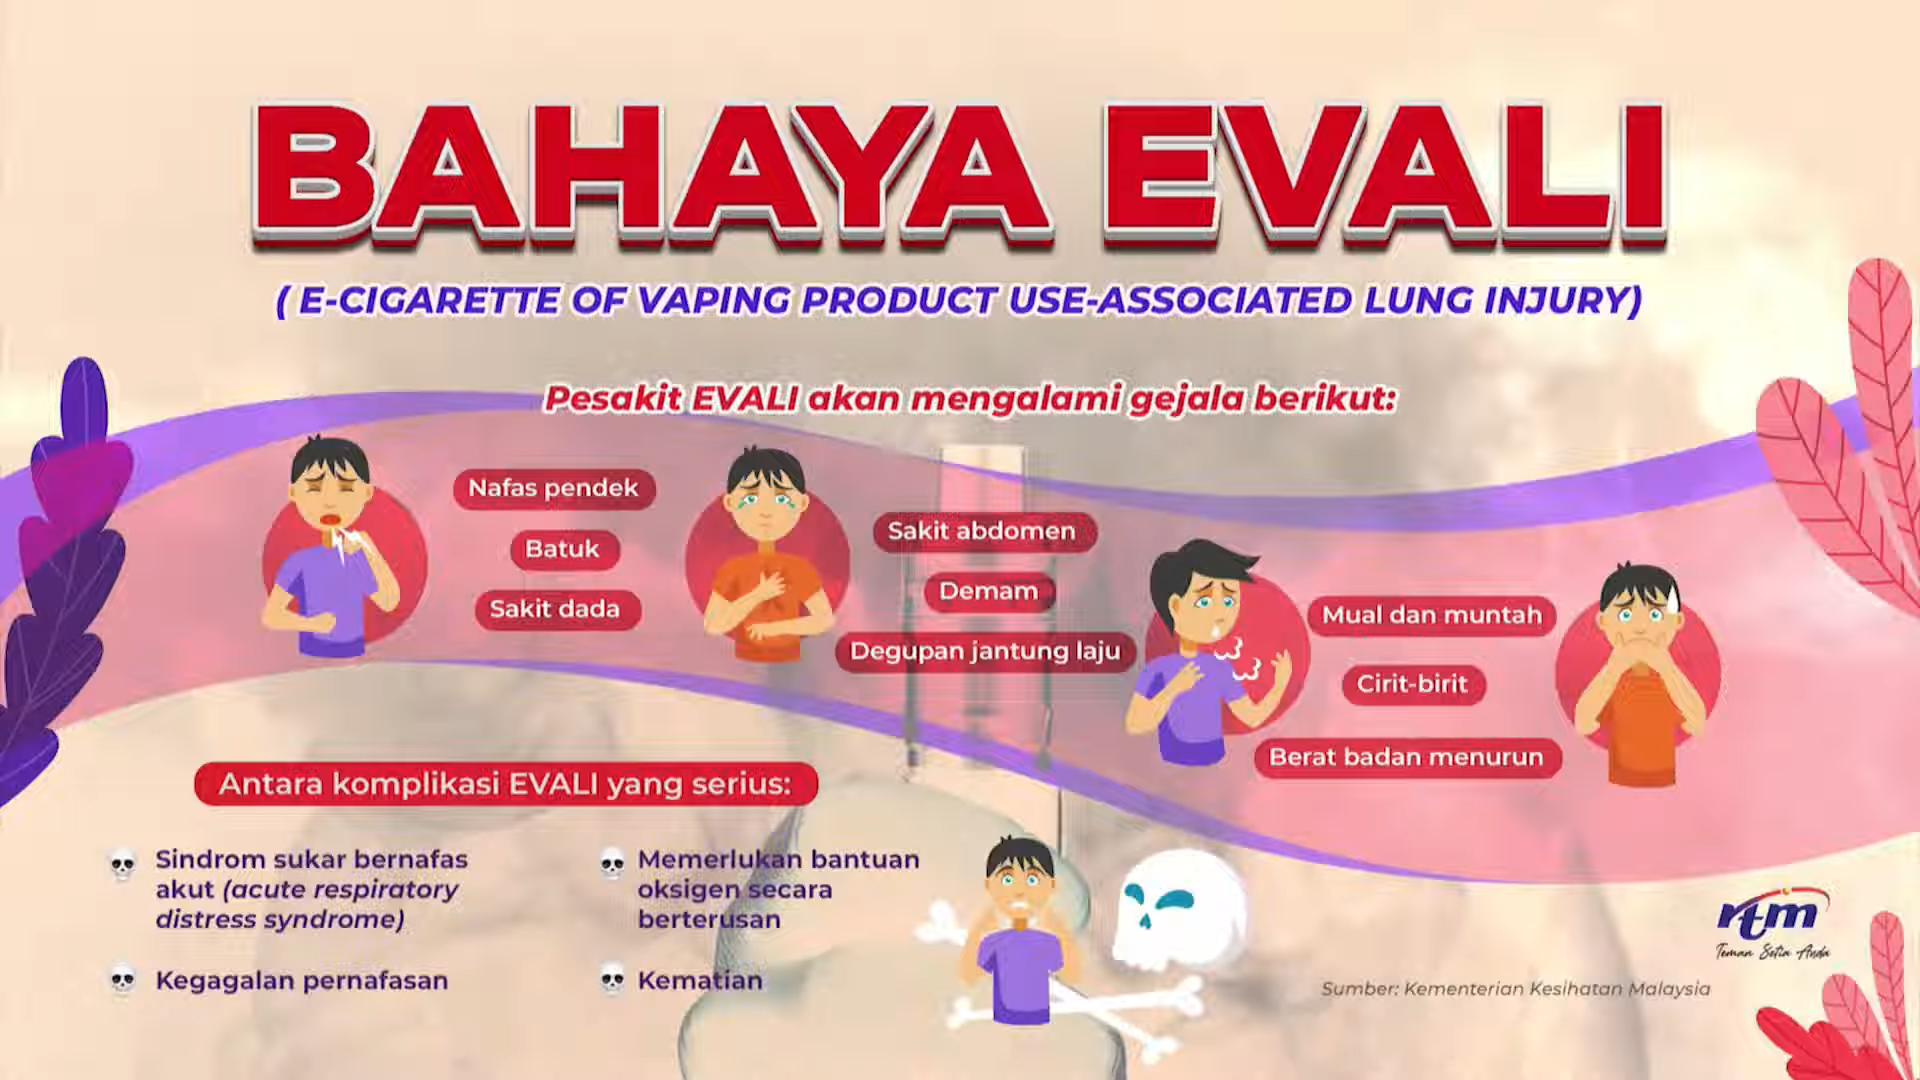 BAHAYA EVALI
( E-CIGARETTE OF VAPING PRODUCT USE-ASSOCIATED LUNG INJURY)
Pesakit EVALI akan mengalami gejala berikut:
Nafas pendek
Batuk
Sakit dada
Sakit abdomen
Demam
Degupan jantung laju
Mual dan muntah
Cirit-birit
Berat badan menurun
Antara komplikasi EVALI yang serius:
Sindrom sukar bernafas
akut (acute respiratory
distress syndrome)
Kegagalan pernafasan
Memerlukan bantuan
oksigen secara
berterusan
Kematian
rtm
Teman Setia Anda
Sumber: Kementerian Kesihatan Malaysia